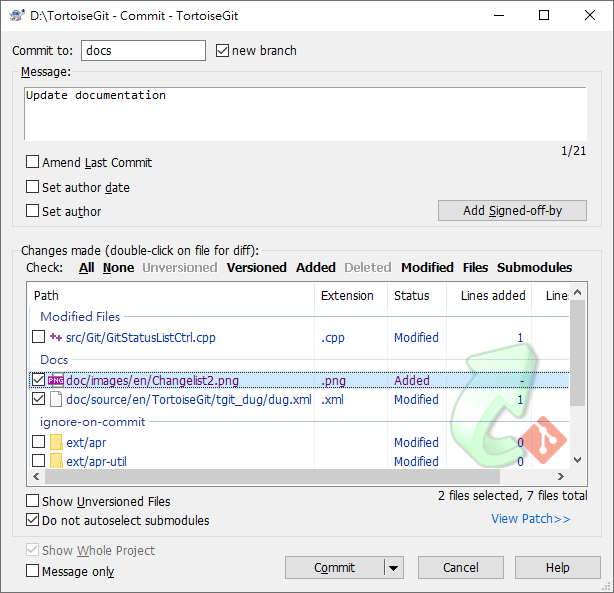 D:\TortoiseGit - Commit - TortoiseGit
Commit to: docs new branch
Message:
Update documentation
1/21
Amend Last Commit
Set author date
Set author
Add Signed-off-by
Changes made (double-click on file for diff):
Check: All None Unversioned Versioned Added Deleted Modified Files Submodules
Path Extension Status Lines added Lines
Modified Files
src/Git/GitStatusListCtrl.cpp .cpp Modified 1
Docs
PNG doc/images/en/Changelist2.png .png Added -
doc/source/en/TortoiseGit/tgit_dug/dug.xml .xml Modified 1
ignore-on-commit
ext/apr Modified 0
ext/apr-util Modified 0
Show Unversioned Files
2 files selected, 7 files total
Do not autoselect submodules
View Patch>>
Show Whole Project
Message only
Commit Cancel Help